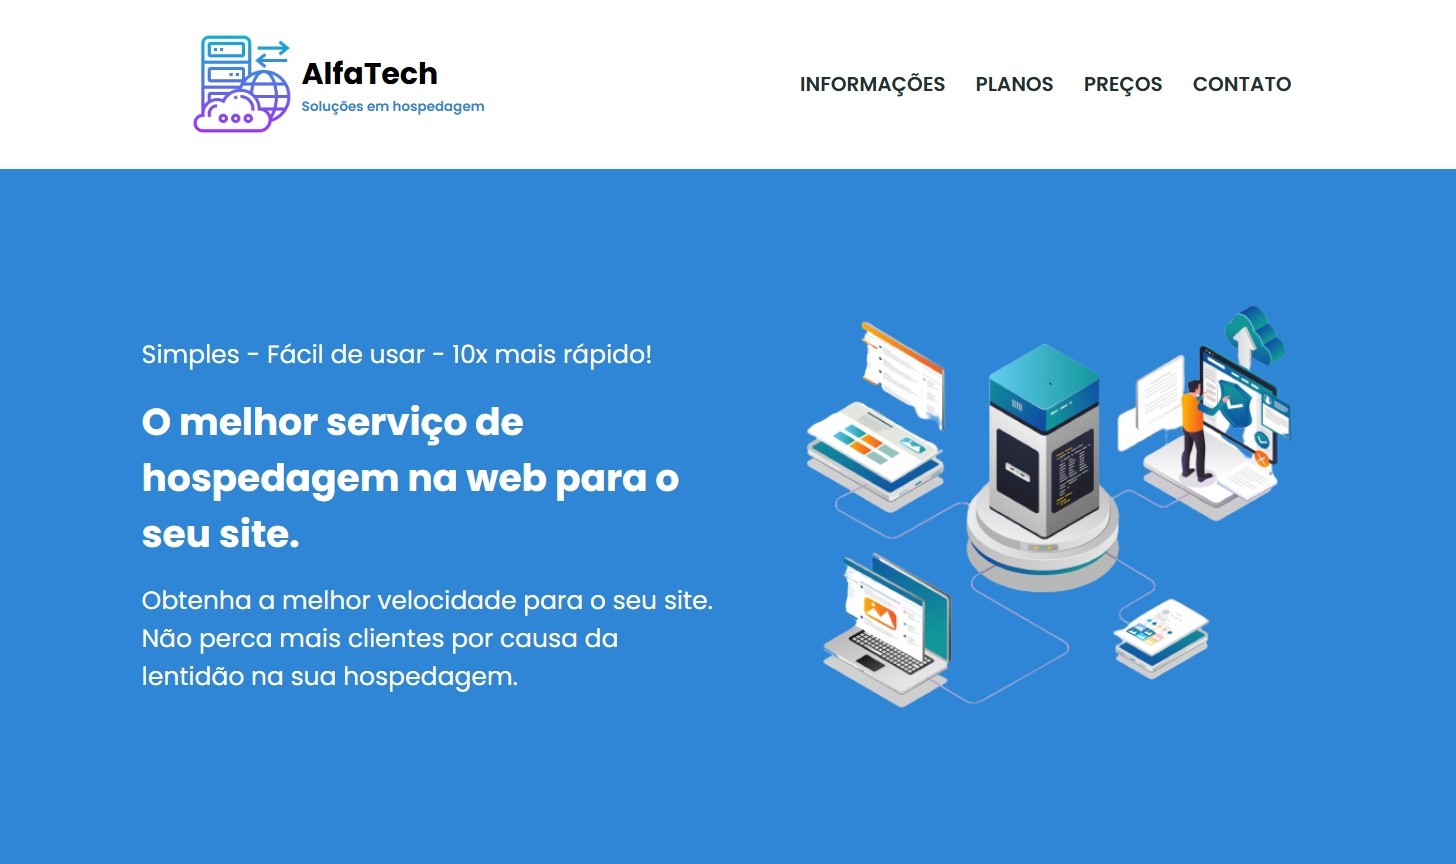 AlfaTech
Soluções em hospedagem
INFORMAÇÕES PLANOS PREÇOS CONTATO
Simples - Fácil de usar - 10x mais rápido!
O melhor serviço de
hospedagem na web para o
seu site.
Obtenha a melhor velocidade para o seu site.
Não perca mais clientes por causa da
lentidão na sua hospedagem.